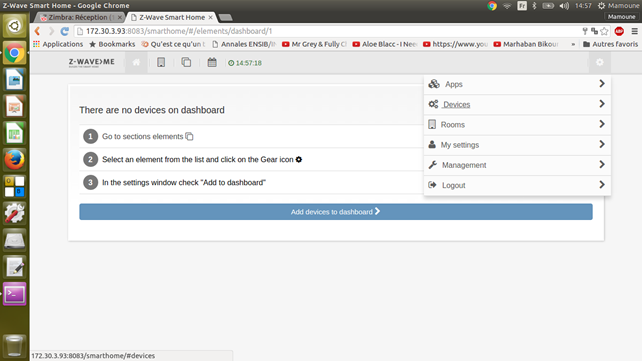 Z-Wave Smart Home - Google Chrome
Fr 14:57 Mamoune
Zimbra: Réception (
Z-Wave Smart Home
Mamoune
172.30.3.93:8083/smarthome/#/elements/dashboard/1
Applications Bookmarks Qu'est ce qu'un t Annales ENSIB/IN Mr Grey / Fully C Aloe Blacc - I Nee https://www.you Marhaban Bikou » Autres favoris
Z-WAVE>ME
14:57:18
Apps
Devices
Rooms
My settings
Management
Logout
There are no devices on dashboard
1 Go to sections elements
2 Select an element from the list and click on the Gear icon
3 In the settings window check "Add to dashboard"
Add devices to dashboard
172.30.3.93:8083/smarthome/#devices